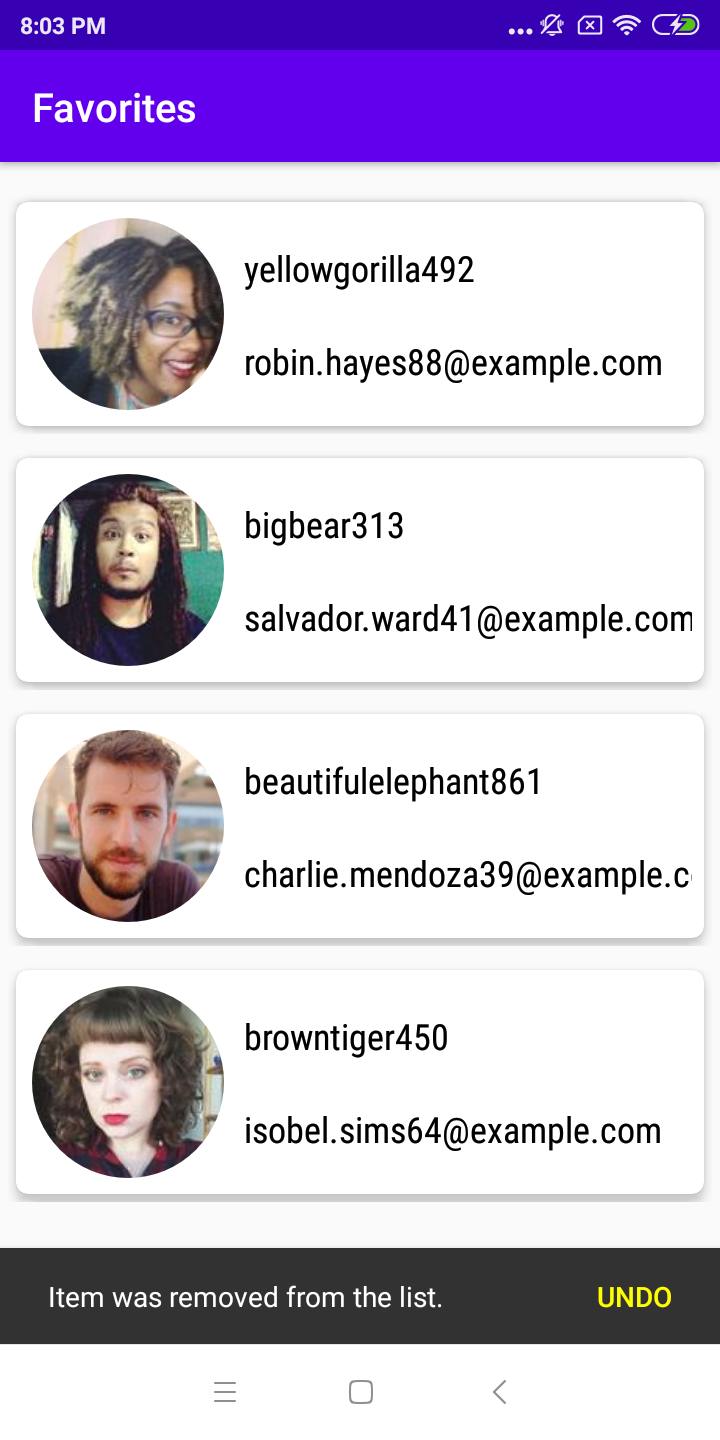 8:03 PM
Favorites
yellowgorilla492
robin.hayes88@example.com
bigbear313
salvador.ward41@example.com
beautifulelephant861
charlie.mendoza39@example.c
browntiger450
isobel.sims64@example.com
Item was removed from the list. UNDO